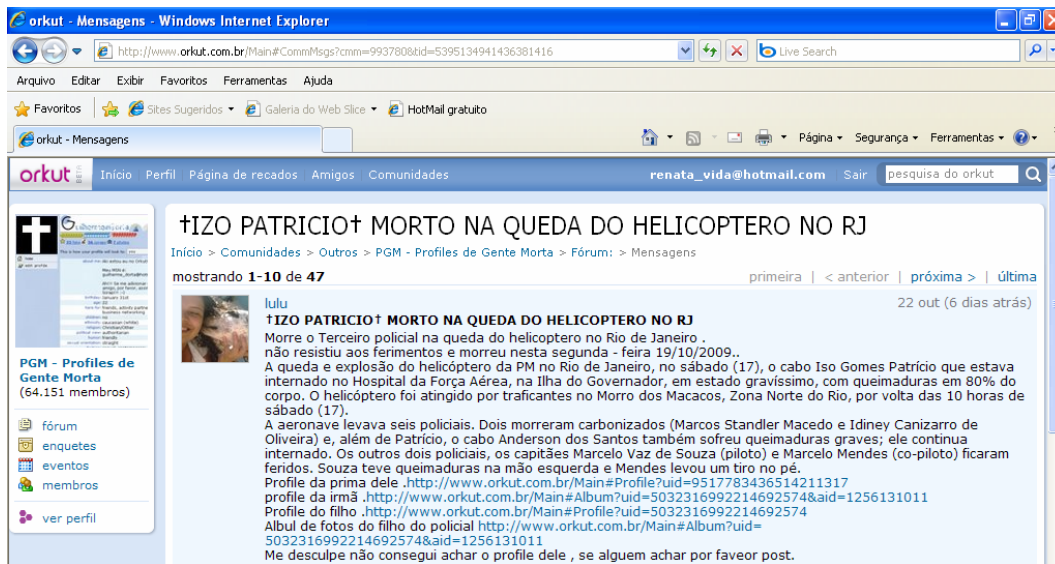 orkut - Mensagens - Windows Internet Explorer
http://www.orkut.com.br/Main#CommMsgs?cmm=9937808&tid=5395134941436381416
Live Search
Arquivo Editar Exibir Favoritos Ferramentas Ajuda
Favoritos Sites Sugeridos Galeria do Web Slice HotMail gratuito
orkut - Mensagens
Página Segurança Ferramentas
orkut Início Perfil Página de recados Amigos Comunidades renata_vida@hotmail.com Sair pesquisa do orkut
†IZO PATRICIO† MORTO NA QUEDA DO HELICOPTERO NO RJ
Início > Comunidades > Outros > PGM - Profiles de Gente Morta > Fórum: > Mensagens
mostrando 1-10 de 47
primeira | < anterior | próxima > | última
PGM - Profiles de
Gente Morta
(64.151 membros)
fórum
enquetes
eventos
membros
ver perfil
lulu
22 out (6 dias atrás)
†IZO PATRICIO† MORTO NA QUEDA DO HELICOPTERO NO RJ
Morre o Terceiro policial na queda do helicoptero no Rio de Janeiro .
não resistiu aos ferimentos e morreu nesta segunda - feira 19/10/2009..
A queda e explosão do helicóptero da PM no Rio de Janeiro, no sábado (17), o cabo Iso Gomes Patrício que estava
internado no Hospital da Força Aérea, na Ilha do Governador, em estado gravíssimo, com queimaduras em 80% do
corpo. O helicóptero foi atingido por traficantes no Morro dos Macacos, Zona Norte do Rio, por volta das 10 horas de
sábado (17).
A aeronave levava seis policiais. Dois morreram carbonizados (Marcos Standler Macedo e Idiney Canizarro de
Oliveira) e, além de Patrício, o cabo Anderson dos Santos também sofreu queimaduras graves; ele continua
internado. Os outros dois policiais, os capitães Marcelo Vaz de Souza (piloto) e Marcelo Mendes (co-piloto) ficaram
feridos. Souza teve queimaduras na mão esquerda e Mendes levou um tiro no pé.
Profile da prima dele .http://www.orkut.com.br/Main#Profile?uid=9517783436514211317
profile da irmã .http://www.orkut.com.br/Main#Album?uid=5032316992214692574&aid=1256131011
Profile do filho .http://www.orkut.com.br/Main#Profile?uid=5032316992214692574
Albul de fotos do filho do policial http://www.orkut.com.br/Main#Album?uid=
5032316992214692574&aid=1256131011
Me desculpe não consegui achar o profile dele , se alguem achar por faveor post.